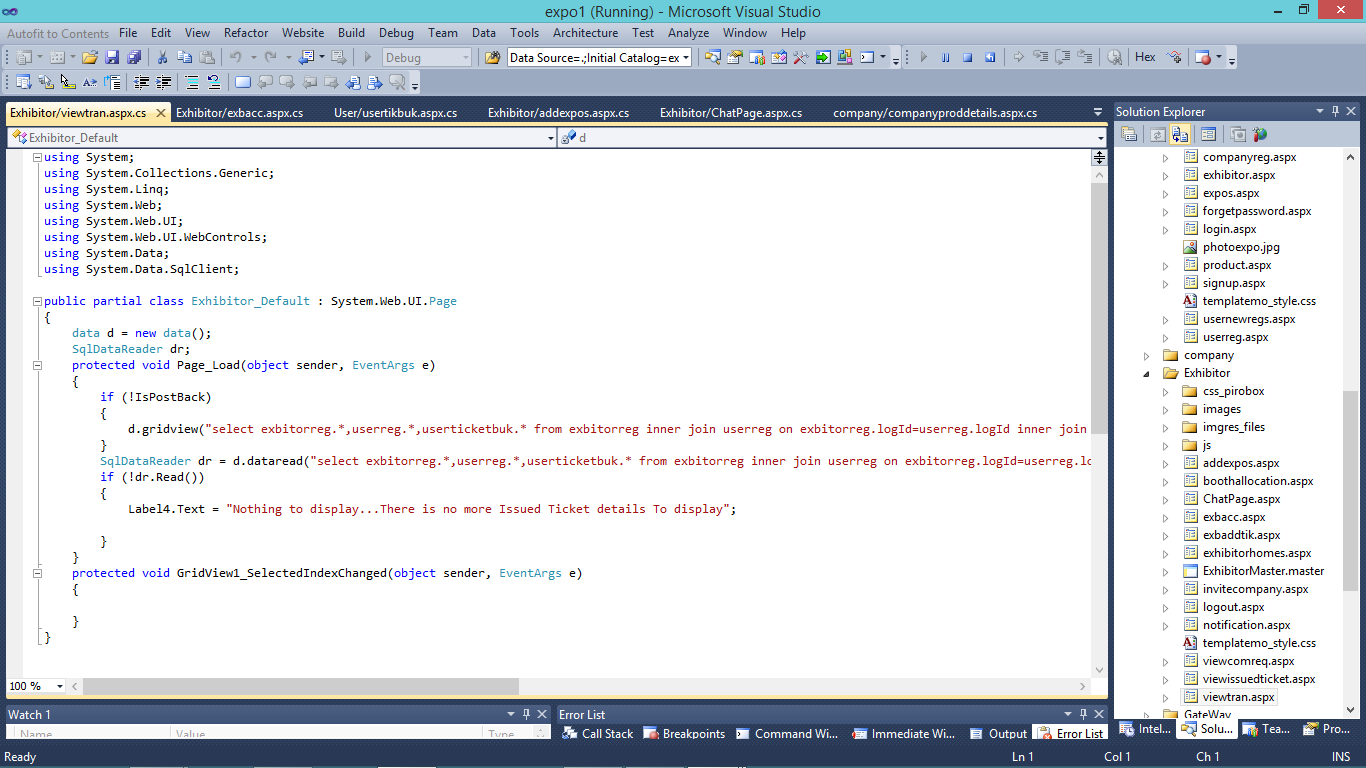 expo1 (Running) - Microsoft Visual Studio
Autofit to Contents File Edit View Refactor Website Build Debug Team Data Tools Architecture Test Analyze Window Help
Debug Data Source=.;Initial Catalog=ex Hex
Exhibitor/viewtran.aspx.cs Exhibitor/exbacc.aspx.cs User/usertikbuk.aspx.cs Exhibitor/addexpos.aspx.cs Exhibitor/ChatPage.aspx.cs company/companyproddetails.aspx.cs
Exhibitor_Default d
using System;
using System.Collections.Generic;
using System.Linq;
using System.Web;
using System.Web.UI;
using System.Web.UI.WebControls;
using System.Data;
using System.Data.SqlClient;
public partial class Exhibitor_Default : System.Web.UI.Page
{
data d = new data();
SqlDataReader dr;
protected void Page_Load(object sender, EventArgs e)
{
if (!IsPostBack)
{
d.gridview("select exbitorreg.*,userreg.*,userticketbuk.* from exbitorreg inner join userreg on exbitorreg.logId=userreg.logId inner join
}
SqlDataReader dr = d.dataread("select exbitorreg.*,userreg.*,userticketbuk.* from exbitorreg inner join userreg on exbitorreg.logId=userreg.lo
if (!dr.Read())
{
Label4.Text = "Nothing to display...There is no more Issued Ticket details To display";
}
}
protected void GridView1_SelectedIndexChanged(object sender, EventArgs e)
{
}
}
100 %
Solution Explorer
companyreg.aspx
exhibitor.aspx
expos.aspx
forgetpassword.aspx
login.aspx
photoexpo.jpg
product.aspx
signup.aspx
templatemo_style.css
usernewregs.aspx
userreg.aspx
company
Exhibitor
css_pirobox
images
imgres_files
js
addexpos.aspx
boothallocation.aspx
ChatPage.aspx
exbacc.aspx
exbaddtik.aspx
exhibitorhomes.aspx
ExhibitorMaster.master
invitecompany.aspx
logout.aspx
notification.aspx
templatemo_style.css
viewcomreq.aspx
viewissuedticket.aspx
viewtran.aspx
GateWay
Intel... Solu... Tea... Pro...
Watch 1
Name Value Type
Error List
Call Stack Breakpoints Command Wi... Immediate Wi... Output Error List
Ready Ln 1 Col 1 Ch 1 INS